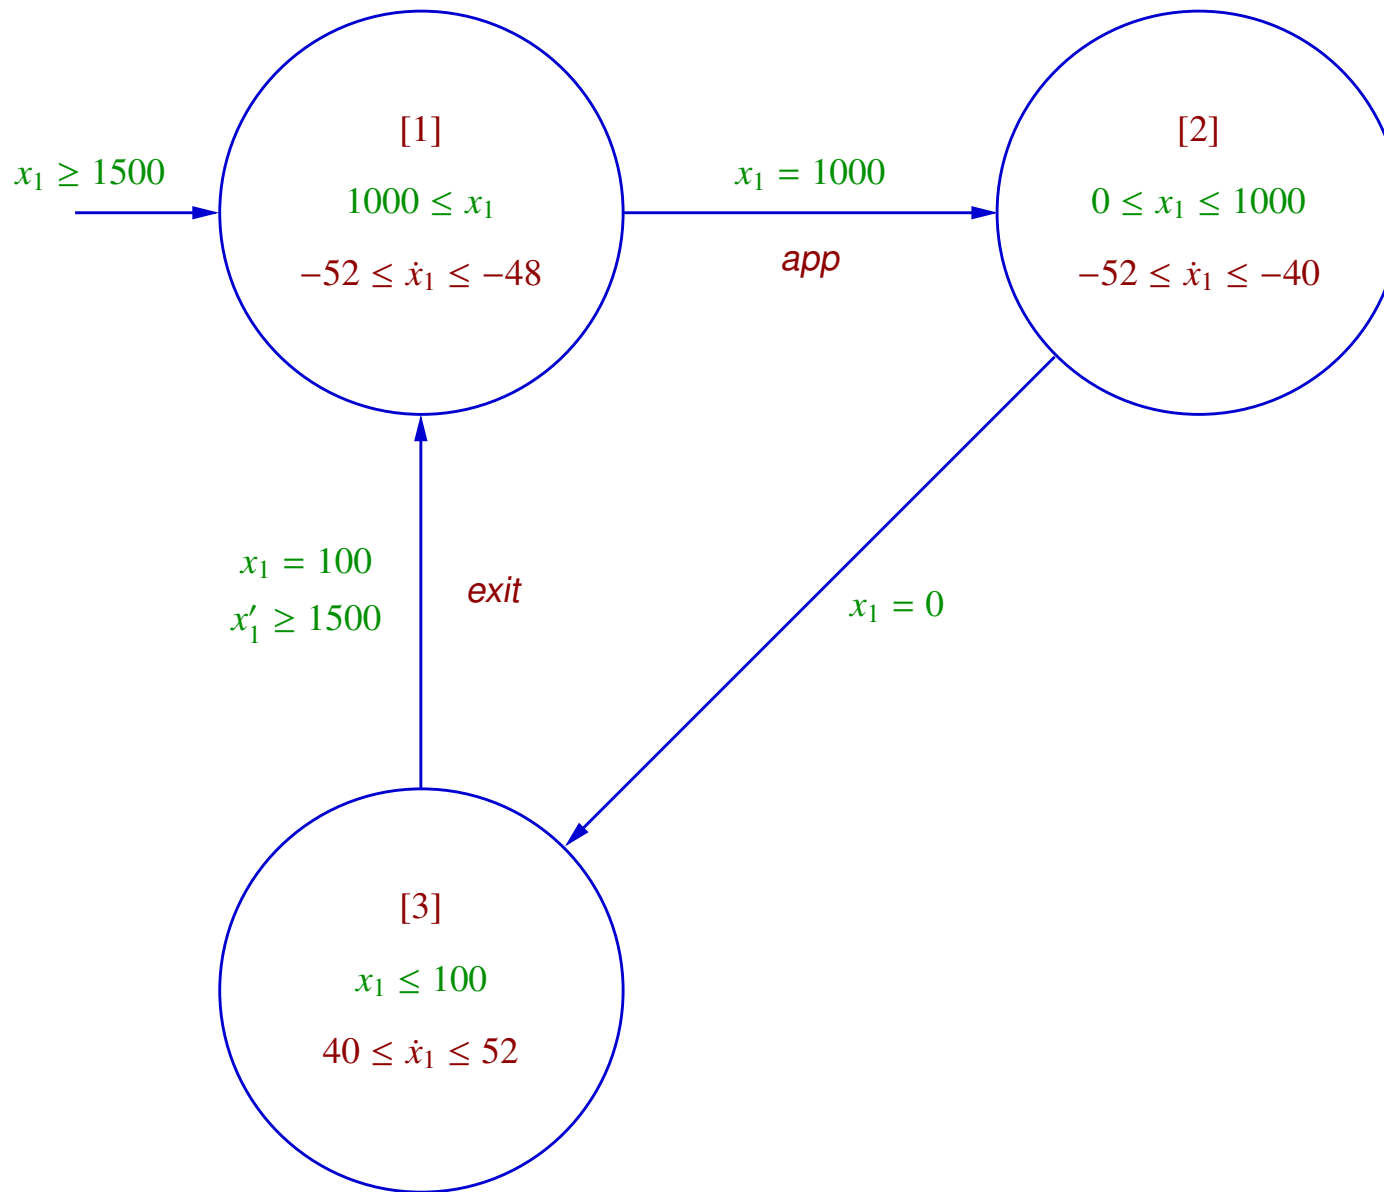 [1]
[2]
x₁ ≥ 1500
1000 ≤ x₁
x₁ = 1000
0 ≤ x₁ ≤ 1000
−52 ≤ ẋ₁ ≤ −48
app
−52 ≤ ẋ₁ ≤ −40
x₁ = 100
x₁′ ≥ 1500
exit
x₁ = 0
[3]
x₁ ≤ 100
40 ≤ ẋ₁ ≤ 52